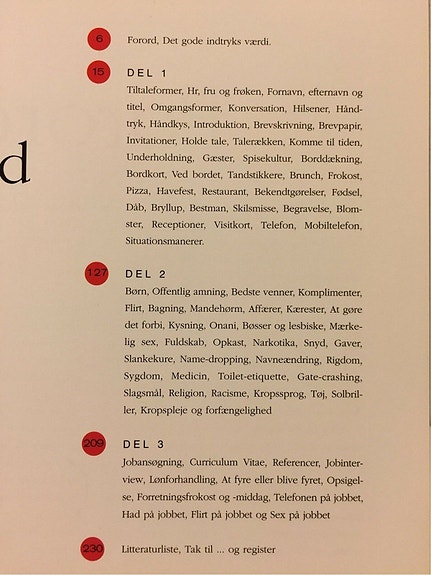 6 Forord, Det gode indtryks værdi.
15 DEL 1
Tiltaleformer, Hr, fru og frøken, Fornavn, efternavn og
titel, Omgangsformer, Konversation, Hilsener, Hånd-
tryk, Håndkys, Introduktion, Brevskrivning, Brevpapir,
Invitationer, Holde tale, Talerækken, Komme til tiden,
Underholdning, Gæster, Spisekultur, Borddækning,
Bordkort, Ved bordet, Tandstikkere, Brunch, Frokost,
Pizza, Havefest, Restaurant, Bekendtgørelser, Fødsel,
Dåb, Bryllup, Bestman, Skilsmisse, Begravelse, Blom-
ster, Receptioner, Visitkort, Telefon, Mobiltelefon,
Situationsmanerer.
d
127 DEL 2
Børn, Offentlig amning, Bedste venner, Komplimenter,
Flirt, Bagning, Mandehørm, Affærer, Kærester, At gøre
det forbi, Kysning, Onani, Bøsser og lesbiske, Mærke-
lig sex, Fuldskab, Opkast, Narkotika, Snyd, Gaver,
Slankekure, Name-dropping, Navneændring, Rigdom,
Sygdom, Medicin, Toilet-etiquette, Gate-crashing,
Slagsmål, Religion, Racisme, Kropssprog, Tøj, Solbril-
ler, Kropspleje og forfængelighed
209 DEL 3
Jobansøgning, Curriculum Vitae, Referencer, Jobinter-
view, Lønforhandling, At fyre eller blive fyret, Opsigel-
se, Forretningsfrokost og -middag, Telefonen på jobbet,
Had på jobbet, Flirt på jobbet og Sex på jobbet
230 Litteraturliste, Tak til ... og register